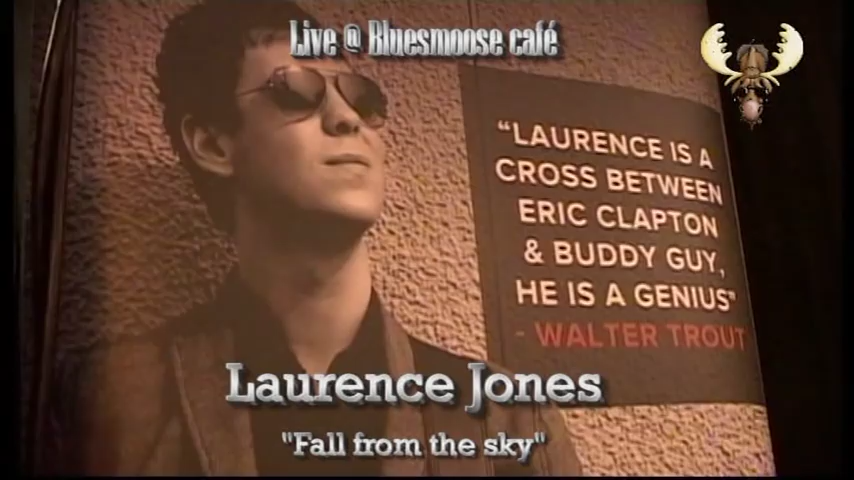 Live @ Bluesmoose café
“LAURENCE IS A
CROSS BETWEEN
ERIC CLAPTON
& BUDDY GUY,
HE IS A GENIUS”
- WALTER TROUT
Laurence Jones
"Fall from the sky"